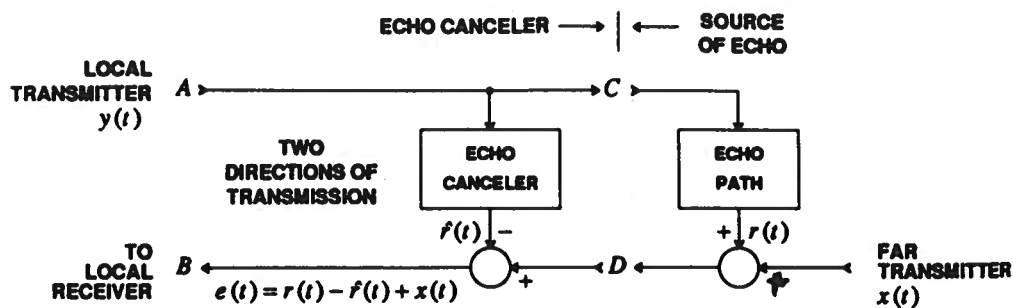 ECHO CANCELER
SOURCE
OF ECHO
LOCAL
TRANSMITTER
y(t)
A
C
TWO
DIRECTIONS OF
TRANSMISSION
ECHO
CANCELER
ECHO
PATH
r̂(t) −
+ r(t)
TO
LOCAL
RECEIVER
B
+
D
FAR
TRANSMITTER
x(t)
e(t) = r(t) − r̂(t) + x(t)